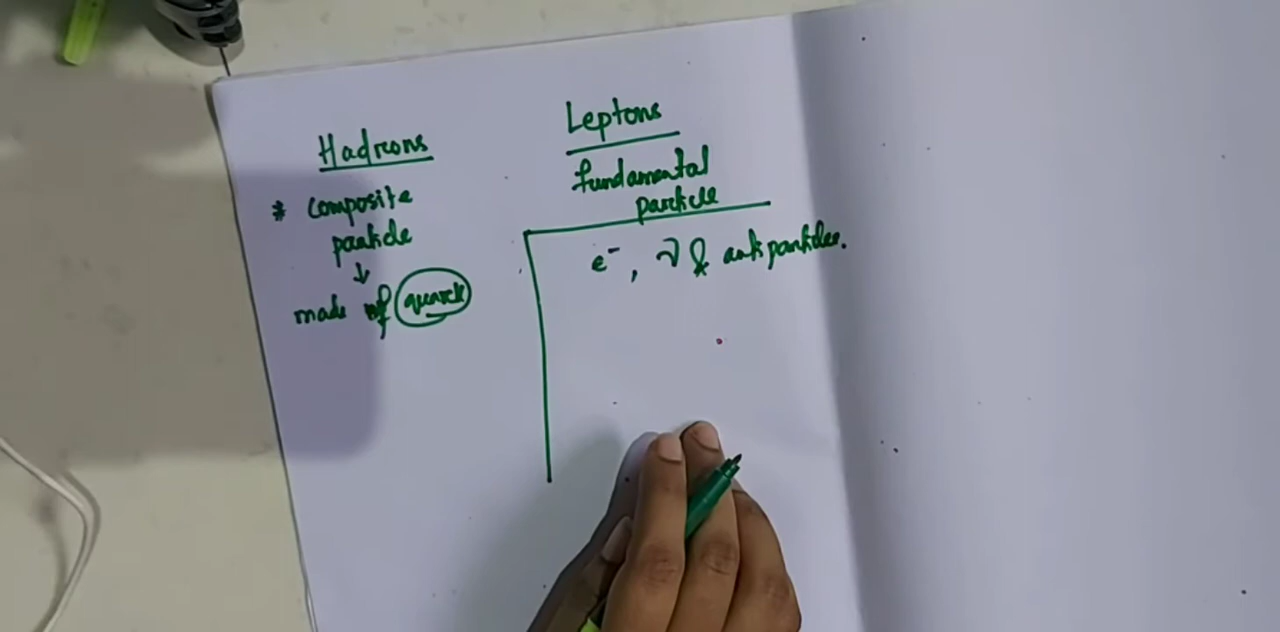 Hadrons
* composite
particle
↓
made of quark
Leptons
fundamental
particle
e⁻, ν & antiparticles.